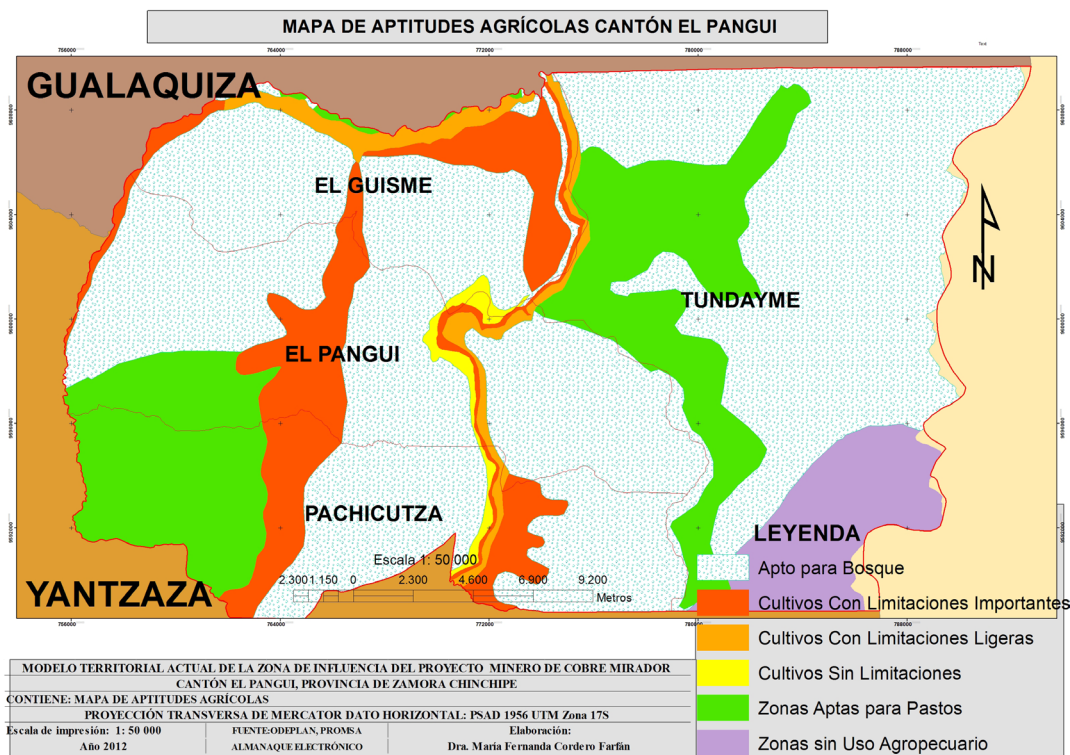 MAPA DE APTITUDES AGRÍCOLAS CANTÓN EL PANGUI
756000 764000 772000 780000 788000
GUALAQUIZA
EL GUISME
TUNDAYME
EL PANGUI
PACHICUTZA
YANTZAZA
N
Escala 1: 50 000
2.300 1.150 0 2.300 4.600 6.900 9.200
Metros
756000 764000 772000 780000 788000
LEYENDA
Apto para Bosque
Cultivos Con Limitaciones Importantes
Cultivos Con Limitaciones Ligeras
Cultivos Sin Limitaciones
Zonas Aptas para Pastos
Zonas sin Uso Agropecuario
MODELO TERRITORIAL ACTUAL DE LA ZONA DE INFLUENCIA DEL PROYECTO MINERO DE COBRE MIRADOR
CANTÓN EL PANGUI, PROVINCIA DE ZAMORA CHINCHIPE
CONTIENE: MAPA DE APTITUDES AGRÍCOLAS
PROYECCIÓN TRANSVERSA DE MERCATOR DATO HORIZONTAL: PSAD 1956 UTM Zona 17S
Escala de impresión: 1: 50 000
Año 2012
FUENTE:ODEPLAN, PROMSA
ALMANAQUE ELECTRÓNICO
Elaboración:
Dra. María Fernanda Cordero Farfán